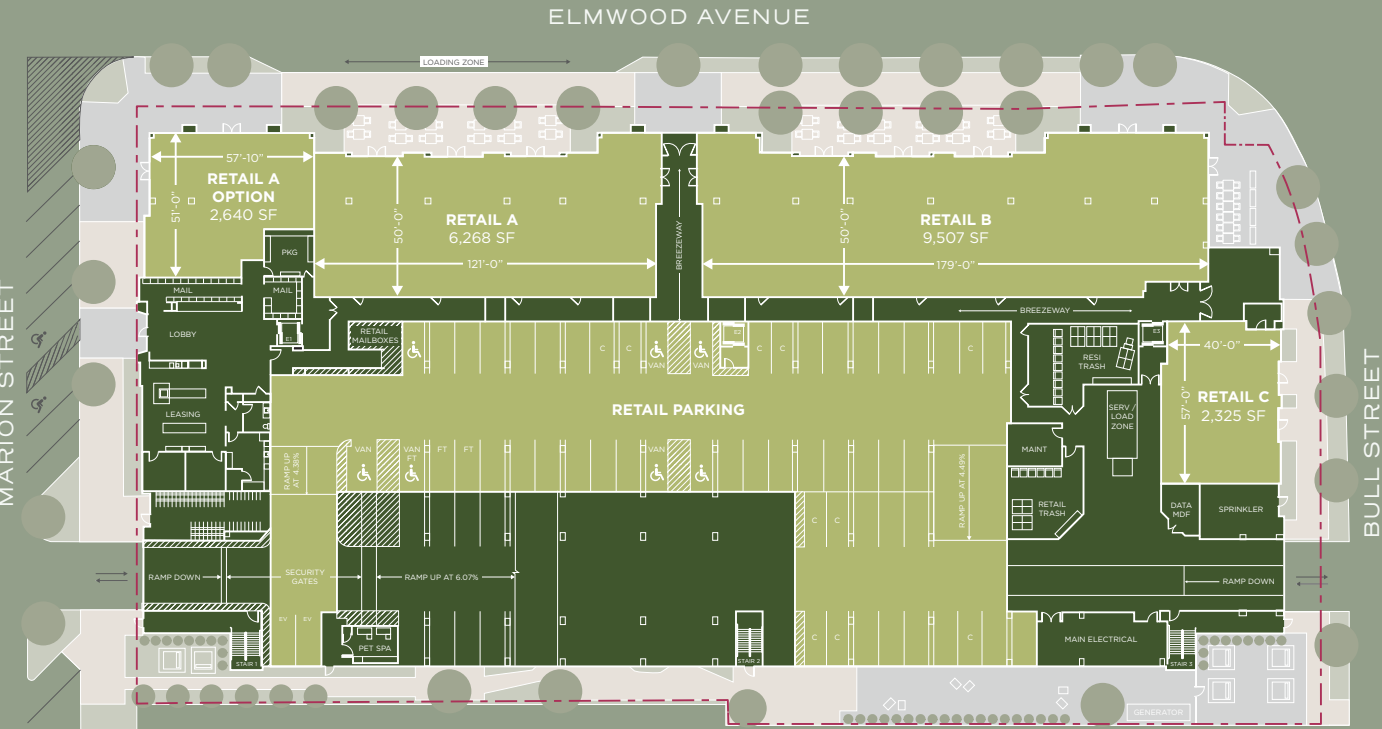 ELMWOOD AVENUE
LOADING ZONE
57'-10"
RETAIL A
OPTION
2,640 SF
51'-0"
RETAIL A
6,268 SF
50'-0"
121'-0"
BREEZEWAY
RETAIL B
9,507 SF
50'-0"
179'-0"
PKG
MAIL
MAIL
LOBBY
E1
LEASING
MARION STREET
RETAIL
MAILBOXES
C
C
VAN
VAN
E2
C
C
C
BREEZEWAY
E3
RESI
TRASH
40'-0"
57'-0"
RETAIL C
2,325 SF
BULL STREET
RETAIL PARKING
SERV /
LOAD
ZONE
MAINT
RETAIL
TRASH
DATA
MDF
SPRINKLER
RAMP UP
AT 4.38%
VAN
VAN
FT
FT
FT
VAN
RAMP UP AT 4.49%
C
C
RAMP DOWN
SECURITY
GATES
RAMP UP AT 6.07%
RAMP DOWN
EV
EV
PET SPA
C
C
C
MAIN ELECTRICAL
STAIR 1
STAIR 2
STAIR 3
GENERATOR